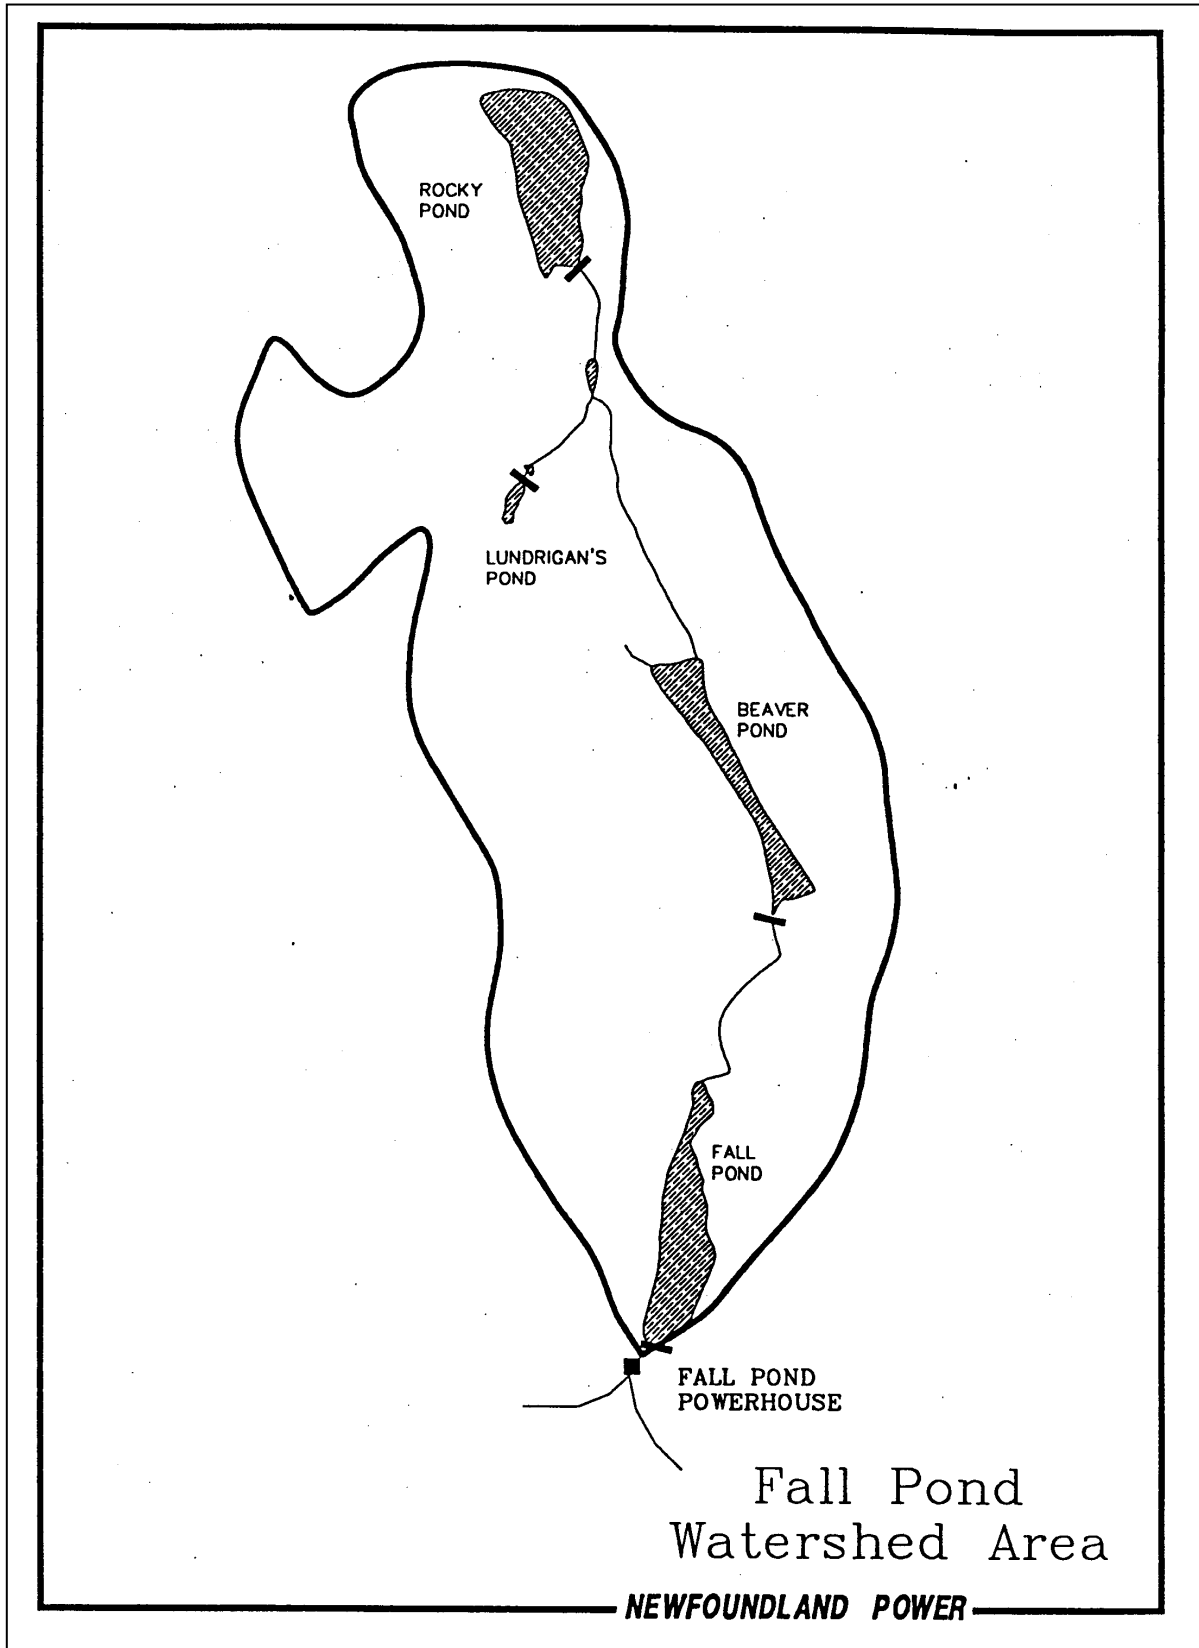 ROCKY
POND
LUNDRIGAN'S
POND
BEAVER
POND
FALL
POND
FALL POND
POWERHOUSE
Fall Pond
Watershed Area
NEWFOUNDLAND POWER